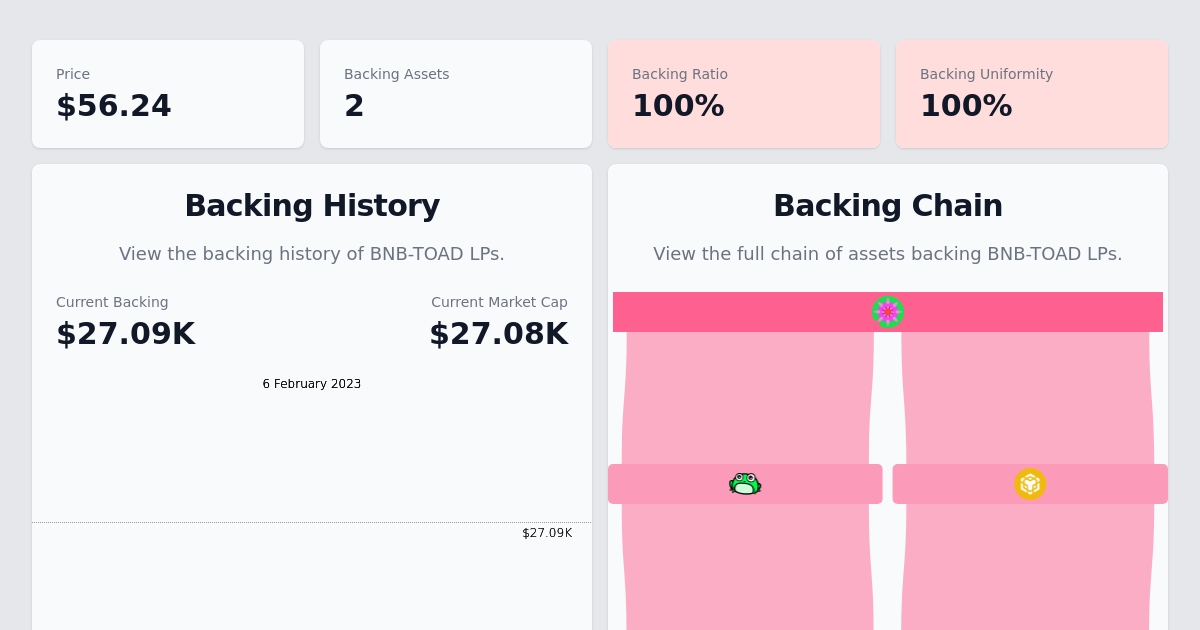 Price
$56.24
Backing Assets
2
Backing Ratio
100%
Backing Uniformity
100%
Backing History
View the backing history of BNB-TOAD LPs.
Current Backing
$27.09K
Current Market Cap
$27.08K
6 February 2023
$27.09K
Backing Chain
View the full chain of assets backing BNB-TOAD LPs.